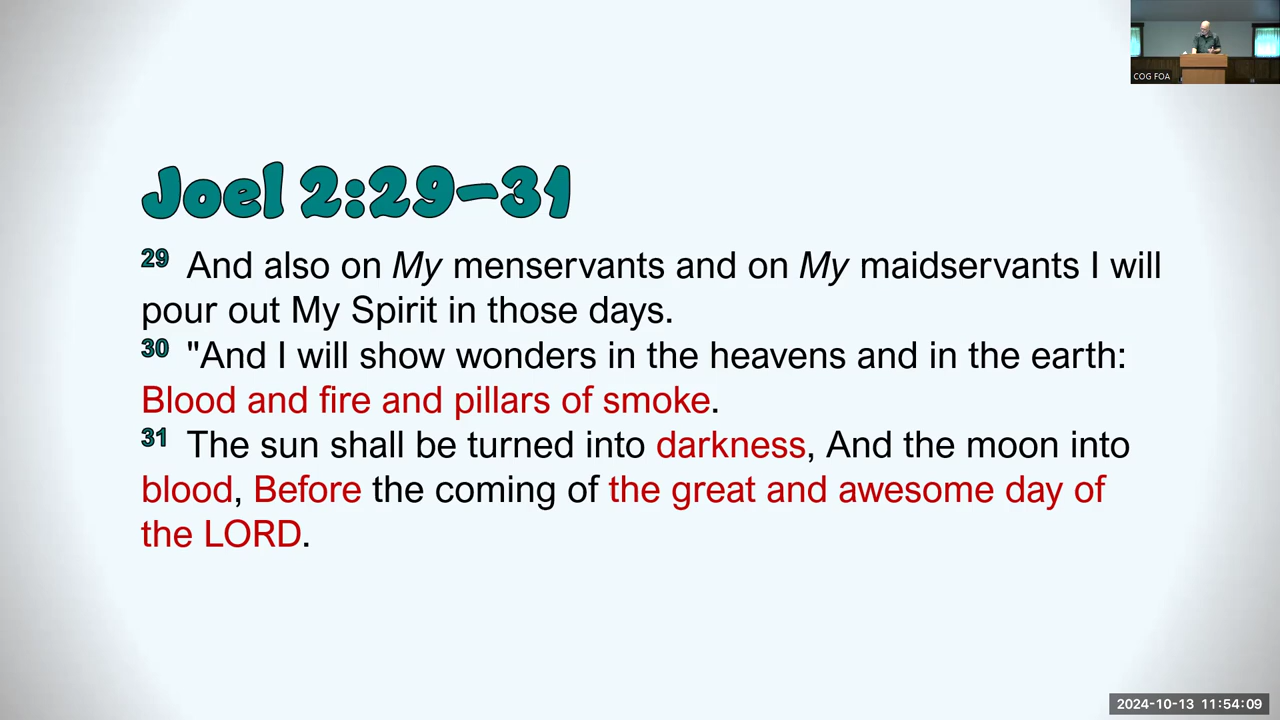 COG FOA
Joel 2:29–31
29 And also on My menservants and on My maidservants I will
pour out My Spirit in those days.
30 "And I will show wonders in the heavens and in the earth:
Blood and fire and pillars of smoke.
31 The sun shall be turned into darkness, And the moon into
blood, Before the coming of the great and awesome day of
the LORD.
2024-10-13 11:54:09